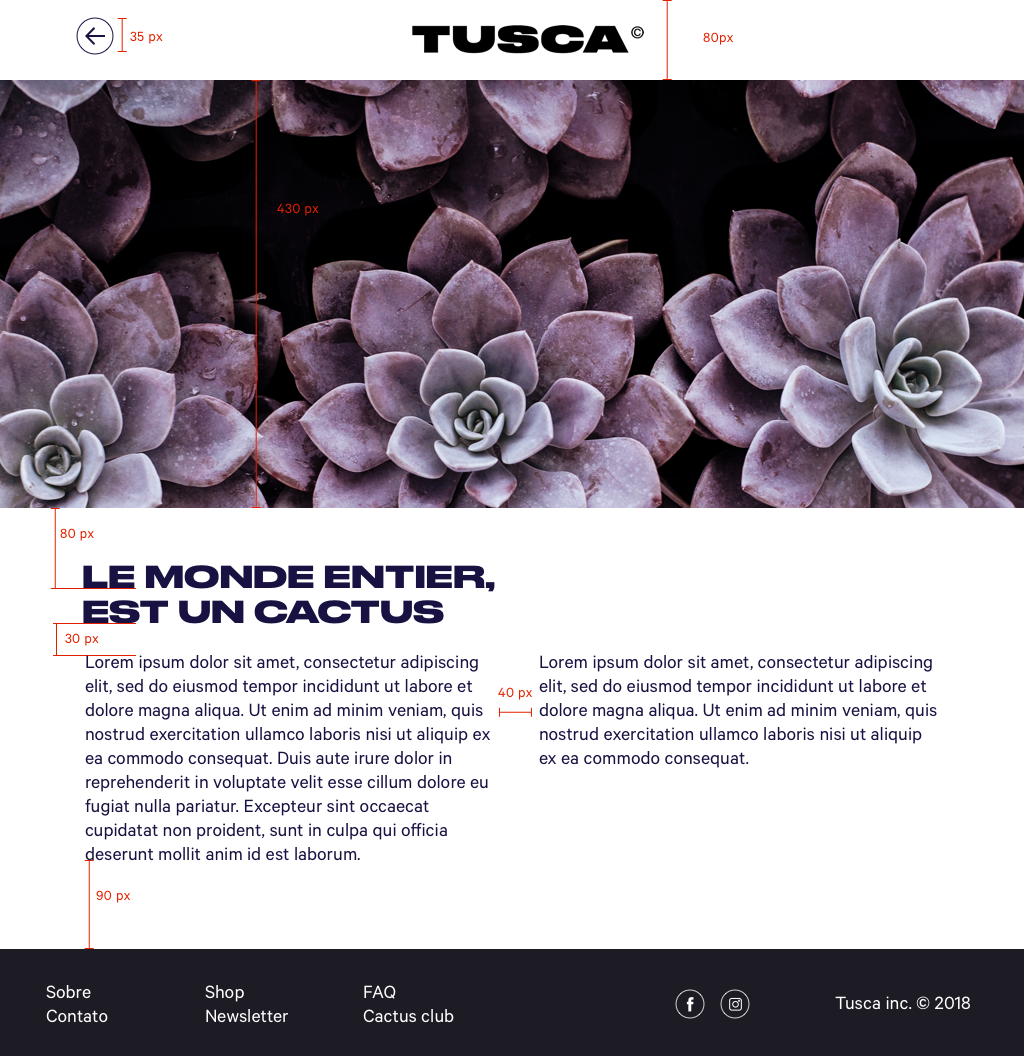 35 px
TUSCA©
80px
430 px
80 px
LE MONDE ENTIER,
EST UN CACTUS
30 px
Lorem ipsum dolor sit amet, consectetur adipiscing
elit, sed do eiusmod tempor incididunt ut labore et
dolore magna aliqua. Ut enim ad minim veniam, quis
nostrud exercitation ullamco laboris nisi ut aliquip ex
ea commodo consequat. Duis aute irure dolor in
reprehenderit in voluptate velit esse cillum dolore eu
fugiat nulla pariatur. Excepteur sint occaecat
cupidatat non proident, sunt in culpa qui officia
deserunt mollit anim id est laborum.
40 px
Lorem ipsum dolor sit amet, consectetur adipiscing
elit, sed do eiusmod tempor incididunt ut labore et
dolore magna aliqua. Ut enim ad minim veniam, quis
nostrud exercitation ullamco laboris nisi ut aliquip
ex ea commodo consequat.
90 px
Sobre
Contato
Shop
Newsletter
FAQ
Cactus club
f
Tusca inc. © 2018